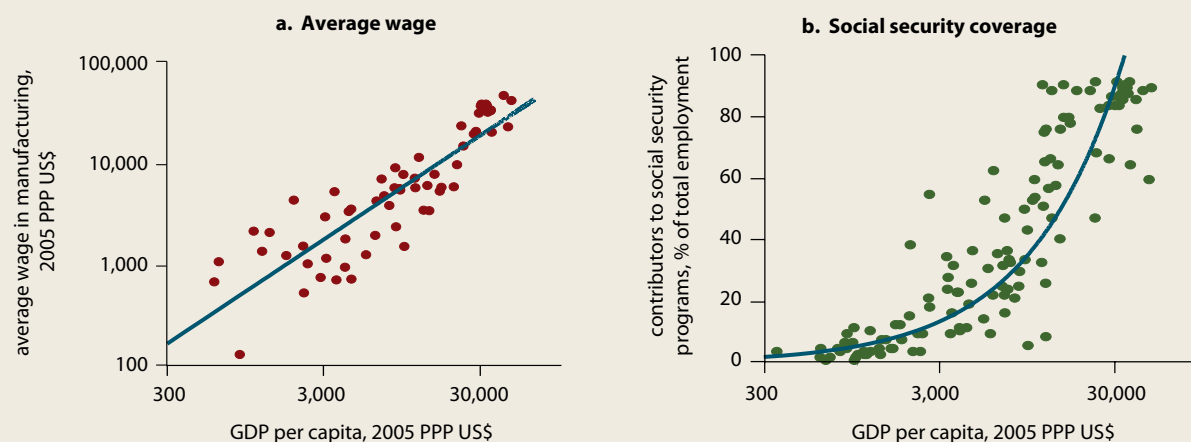 a. Average wage
average wage in manufacturing,
2005 PPP US$
100,000
10,000
1,000
100
300
3,000
30,000
GDP per capita, 2005 PPP US$
b. Social security coverage
contributors to social security
programs, % of total employment
100
80
60
40
20
0
300
3,000
30,000
GDP per capita, 2005 PPP US$